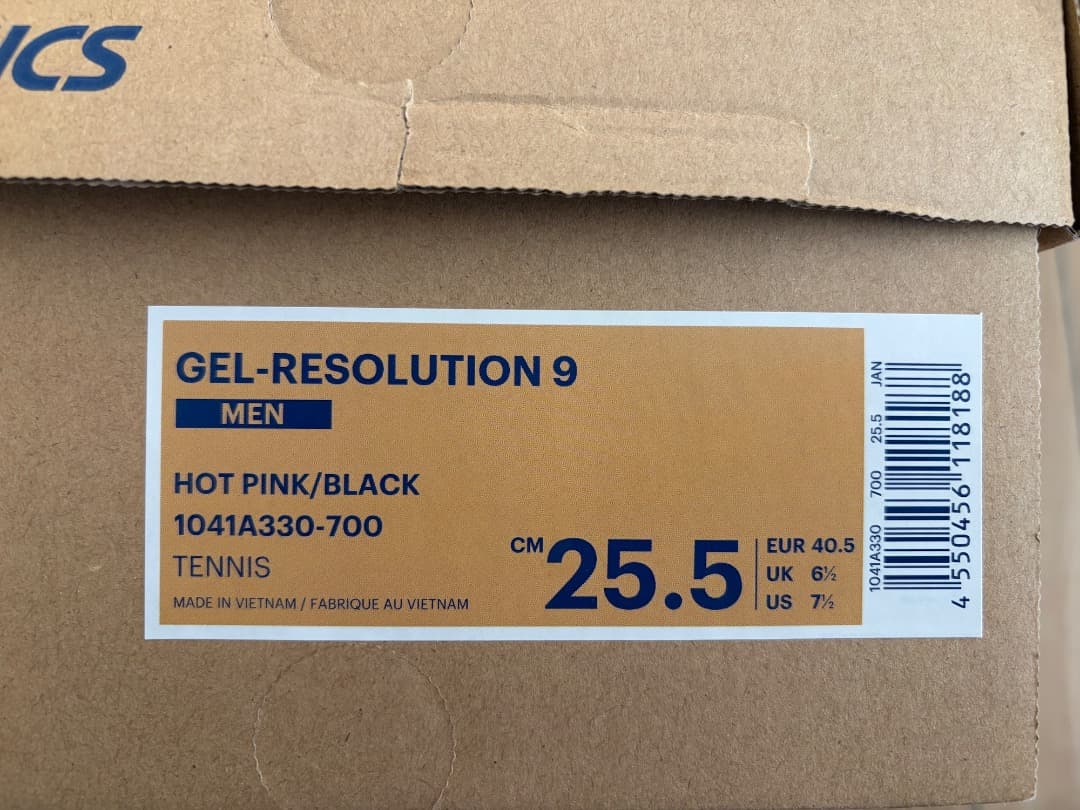 ICS
GEL-RESOLUTION 9
MEN
HOT PINK/BLACK
1041A330-700
TENNIS
MADE IN VIETNAM / FABRIQUE AU VIETNAM
CM 25.5
EUR 40.5
UK 6½
US 7½
1041A330 700 25.5 JAN
4 550456 118188